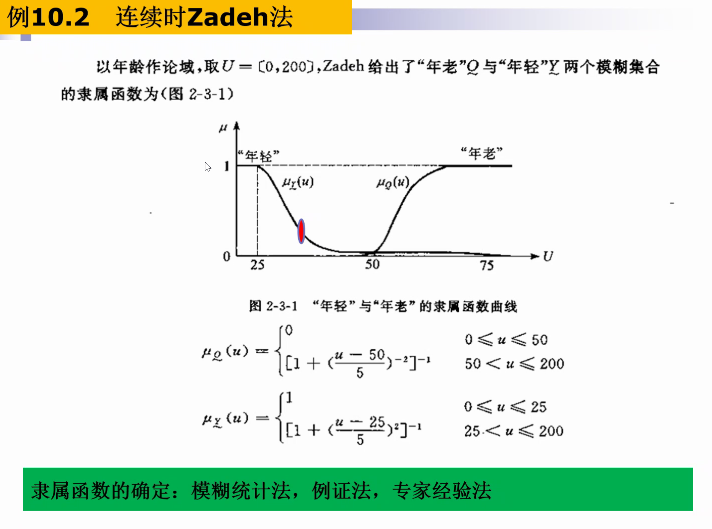 例10.2 连续时Zadeh法
以年龄作论域,取U=〔0,200〕,Zadeh给出了“年老”Q̰与“年轻”Y̰两个模糊集合
的隶属函数为(图2-3-1)
μ
“年轻”
“年老”
1
μY̰(u)
μQ̰(u)
0
25
50
75
U
图 2-3-1 “年轻”与“年老”的隶属函数曲线
μQ̰(u) = {0 0≤u≤50
[1+(u-50/5)⁻²]⁻¹ 50<u≤200
μY̰(u) = {1 0≤u≤25
[1+(u-25/5)²]⁻¹ 25<u≤200
隶属函数的确定：模糊统计法，例证法，专家经验法